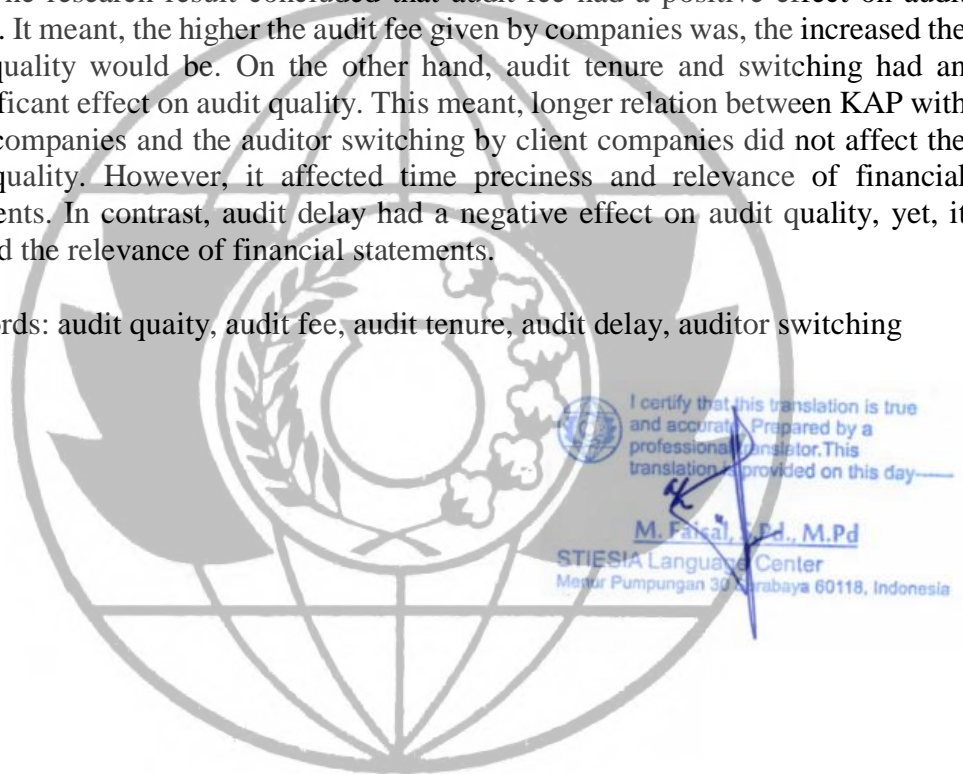 he research result concluded that audit fee had a positive effect on audit
. It meant, the higher the audit fee given by companies was, the increased the
quality would be. On the other hand, audit tenure and switching had an
ficant effect on audit quality. This meant, longer relation between KAP with
companies and the auditor switching by client companies did not affect the
quality. However, it affected time preciness and relevance of financial
ents. In contrast, audit delay had a negative effect on audit quality, yet, it
d the relevance of financial statements.
rds: audit quaity, audit fee, audit tenure, audit delay, auditor switching
I certify that this translation is true
and accurate. Prepared by a
professional translator.This
translation is provided on this day-----
M. Faisal, S.Pd., M.Pd
STIESIA Language Center
Menur Pumpungan 30 Surabaya 60118, Indonesia